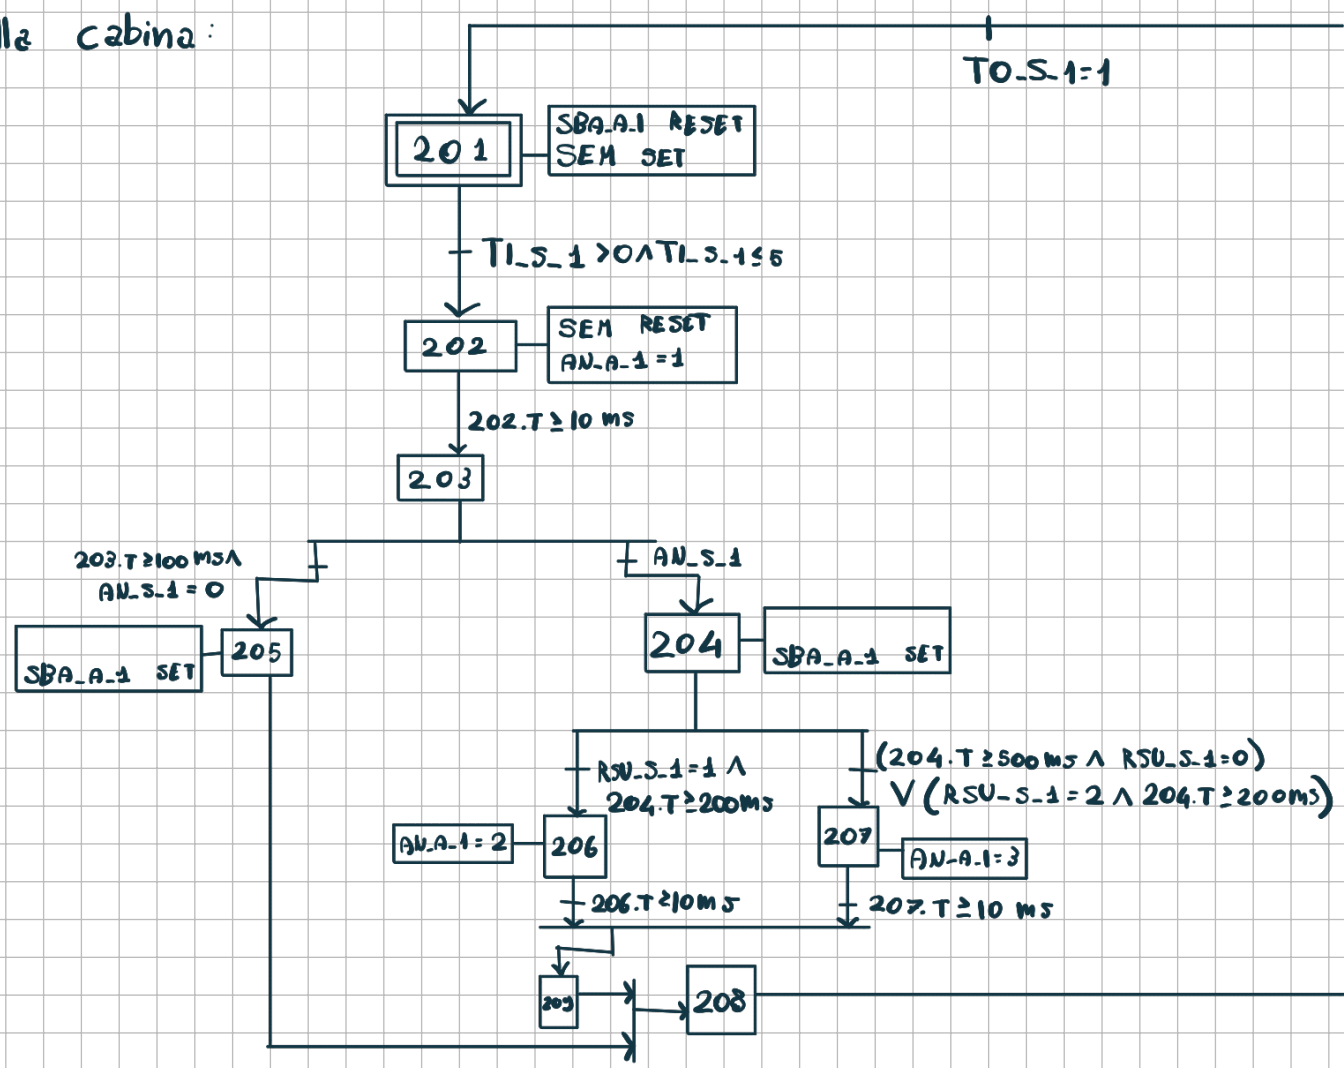 lla cabina:
TO_S_1=1
201
SBA_A_1 RESET
SEM SET
TI_S_1 >0∧TI_S_1≤5
202
SEM RESET
AN_A_1=1
202.T≥10 ms
203
203.T≥100 ms∧
AN_S_1=0
AN_S_1
205
SBA_A_1 SET
204
SBA_A_1 SET
RSU_S_1=1 ∧
204.T≥200ms
(204.T≥500ms ∧ RSU_S_1=0)
∨(RSU_S_1=2 ∧ 204.T≥200ms)
AN_A_1=2
206
207
AN_A_1=3
206.T≥10ms
207.T≥10 ms
209
208